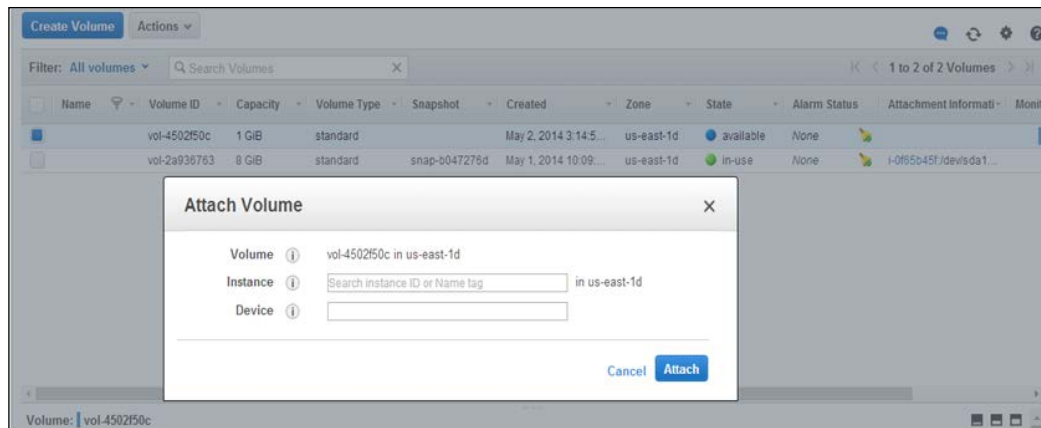 Create Volume Actions
Filter: All volumes Search Volumes 1 to 2 of 2 Volumes
Name Volume ID Capacity Volume Type Snapshot Created Zone State Alarm Status Attachment Informati Monit
vol-4502f50c 1 GiB standard May 2, 2014 3:14:5... us-east-1d available None
vol-2a936763 8 GiB standard snap-b047276d May 1, 2014 10:09:... us-east-1d in-use None i-0f65b45f:/dev/sda1...
Attach Volume
Volume vol-4502f50c in us-east-1d
Instance Search instance ID or Name tag in us-east-1d
Device
Cancel Attach
Volume: vol-4502f50c